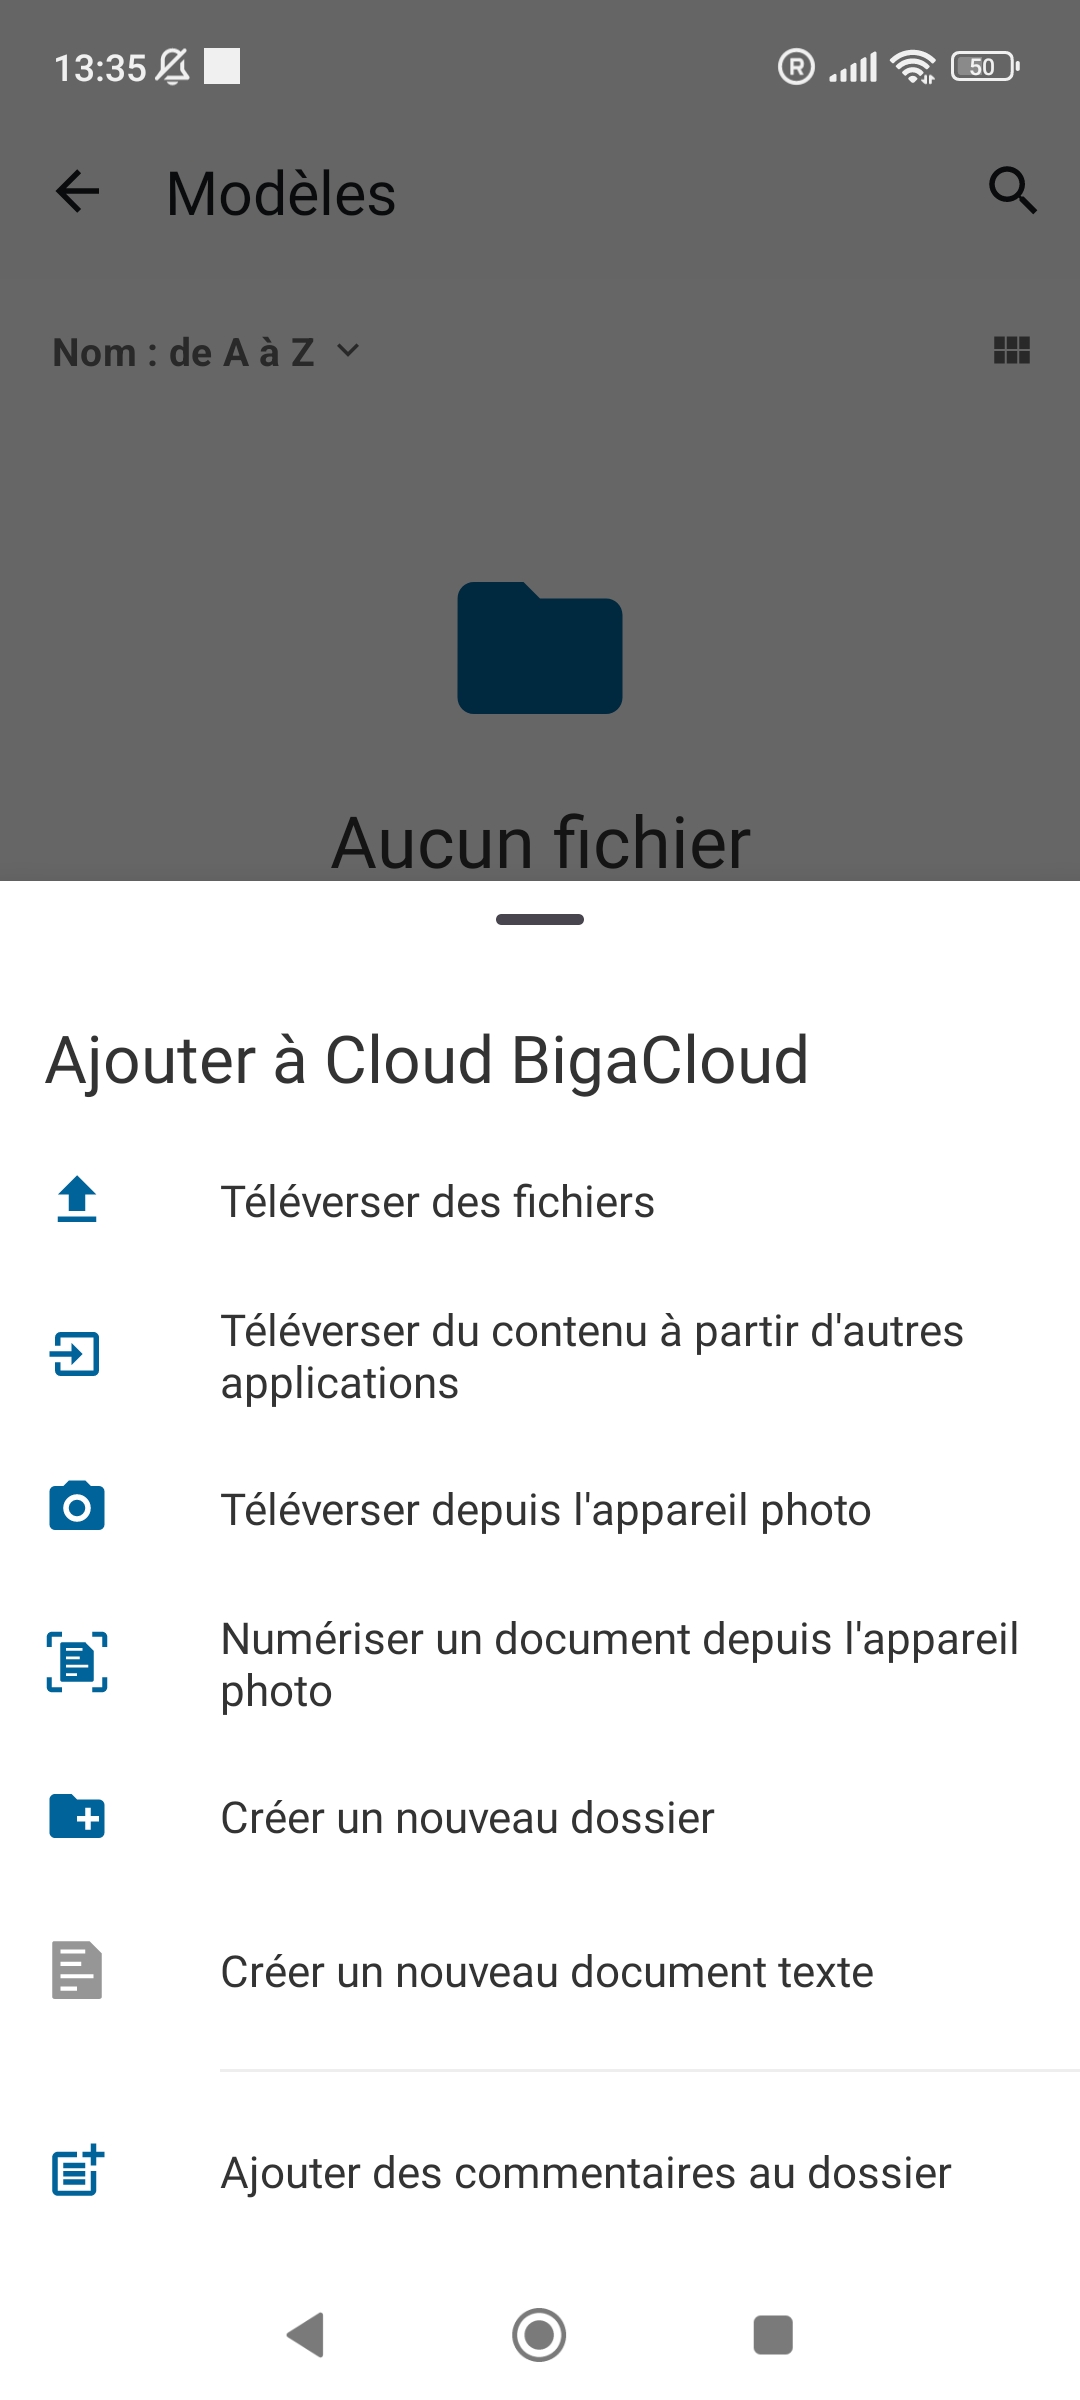 13:35
R
50
Modèles
Nom : de A à Z
Aucun fichier
Ajouter à Cloud BigaCloud
Téléverser des fichiers
Téléverser du contenu à partir d'autres
applications
Téléverser depuis l'appareil photo
Numériser un document depuis l'appareil
photo
Créer un nouveau dossier
Créer un nouveau document texte
Ajouter des commentaires au dossier